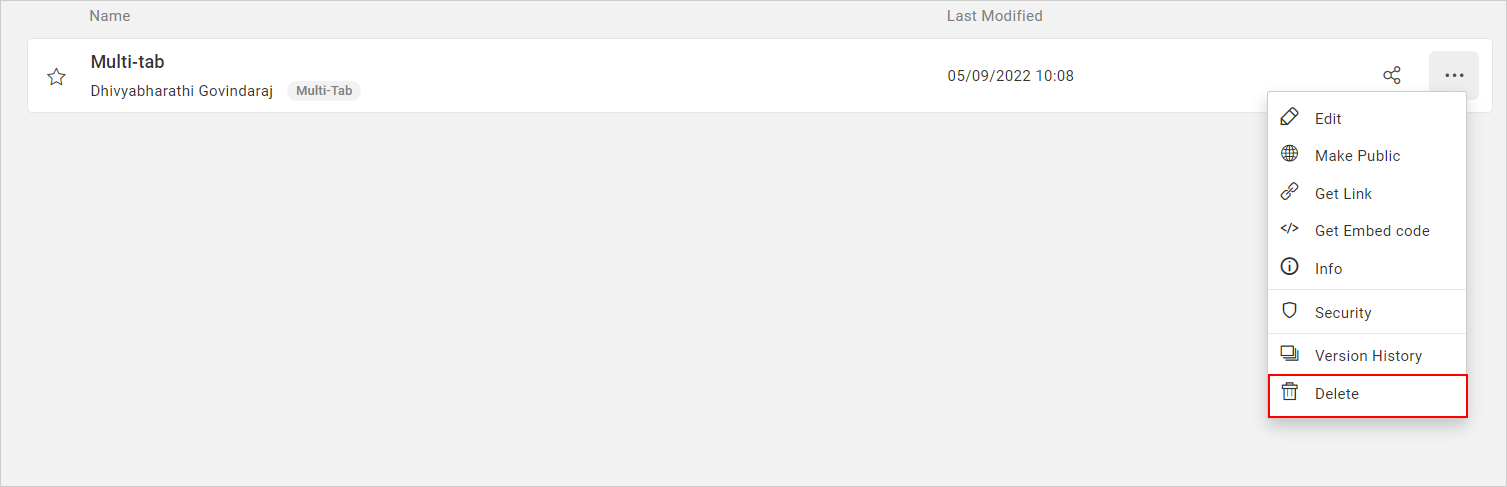 Name Last Modified
Multi-tab
Dhivyabharathi Govindaraj Multi-Tab
05/09/2022 10:08
Edit
Make Public
Get Link
Get Embed code
Info
Security
Version History
Delete